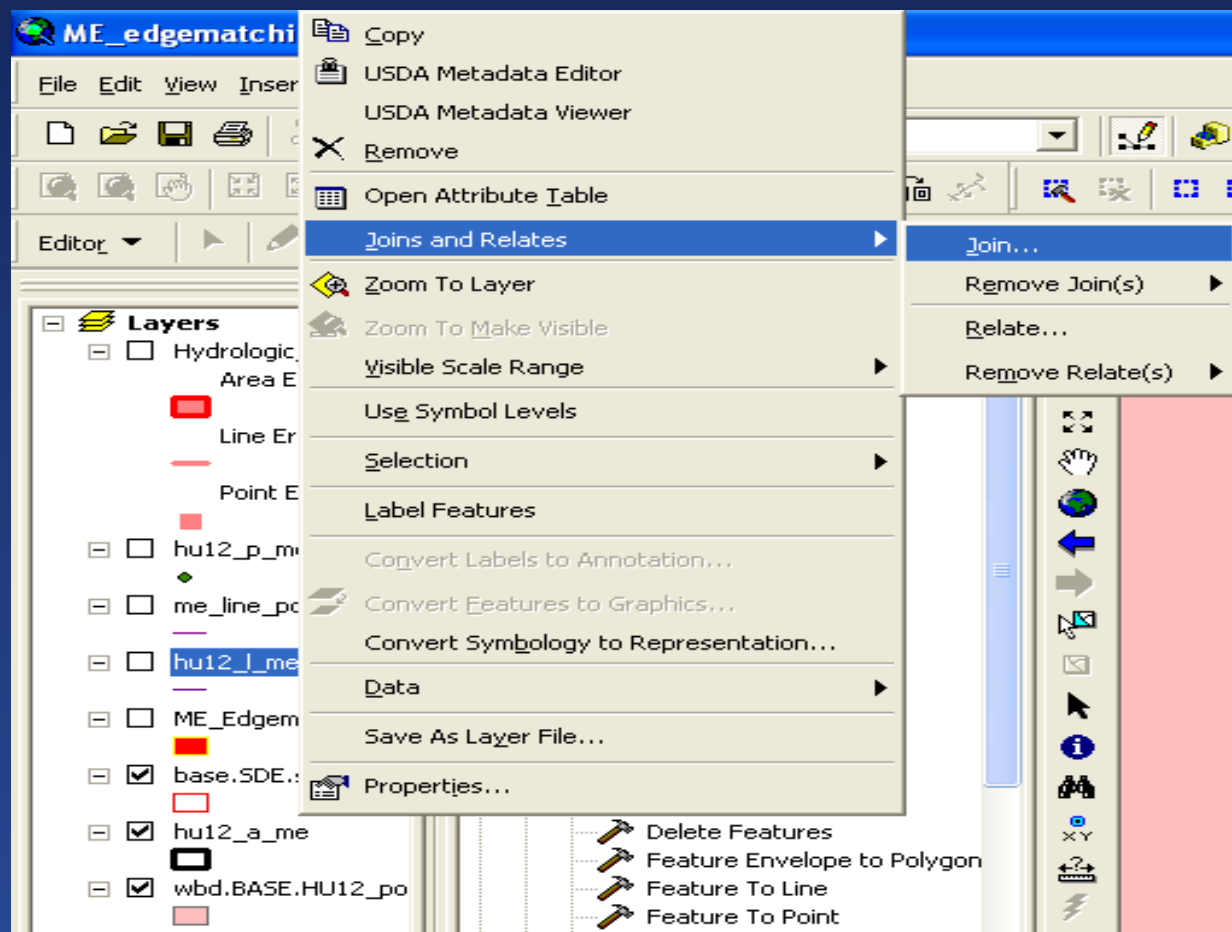 ME_edgematchi
File Edit View Inser
Editor
Copy
USDA Metadata Editor
USDA Metadata Viewer
Remove
Open Attribute Table
Joins and Relates
Zoom To Layer
Zoom To Make Visible
Visible Scale Range
Use Symbol Levels
Selection
Label Features
Convert Labels to Annotation...
Convert Features to Graphics...
Convert Symbology to Representation...
Data
Save As Layer File...
Properties...
Join...
Remove Join(s)
Relate...
Remove Relate(s)
Layers
Hydrologic_
Area E
Line Er
Point E
hu12_p_m
me_line_po
hu12_l_me
ME_Edgem
base.SDE.
hu12_a_me
wbd.BASE.HU12_po
Delete Features
Feature Envelope to Polygon
Feature To Line
Feature To Point
XY